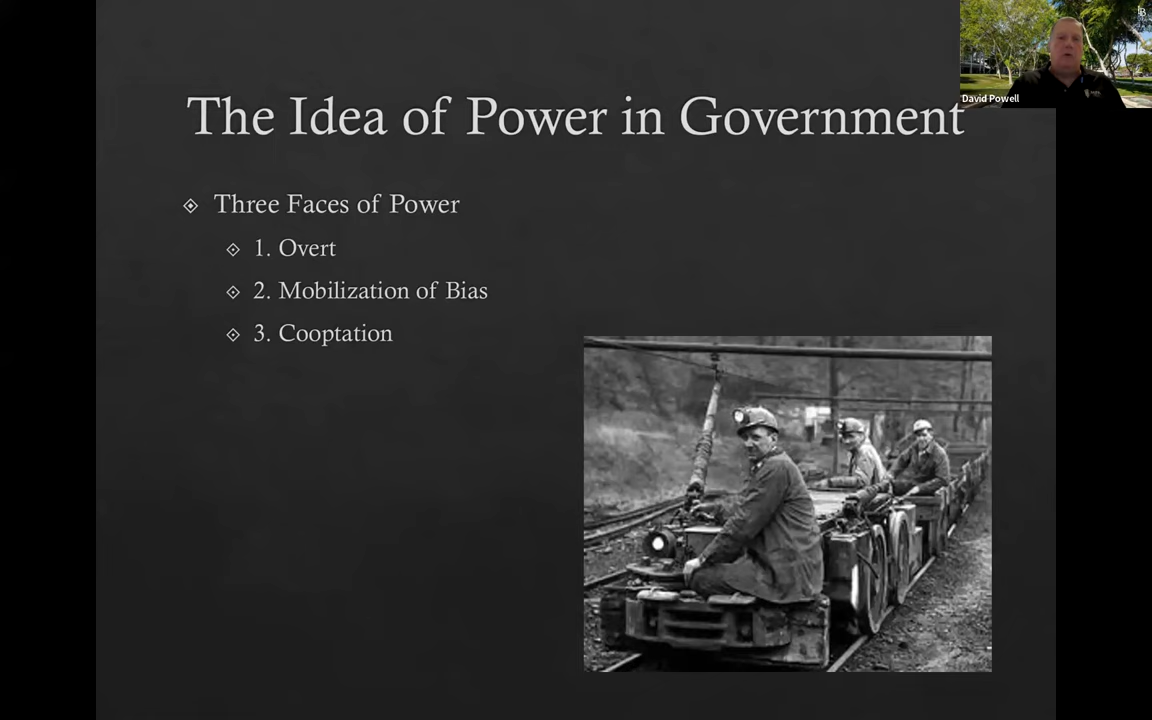 The Idea of Power in Government
Three Faces of Power
1. Overt
2. Mobilization of Bias
3. Cooptation
David Powell